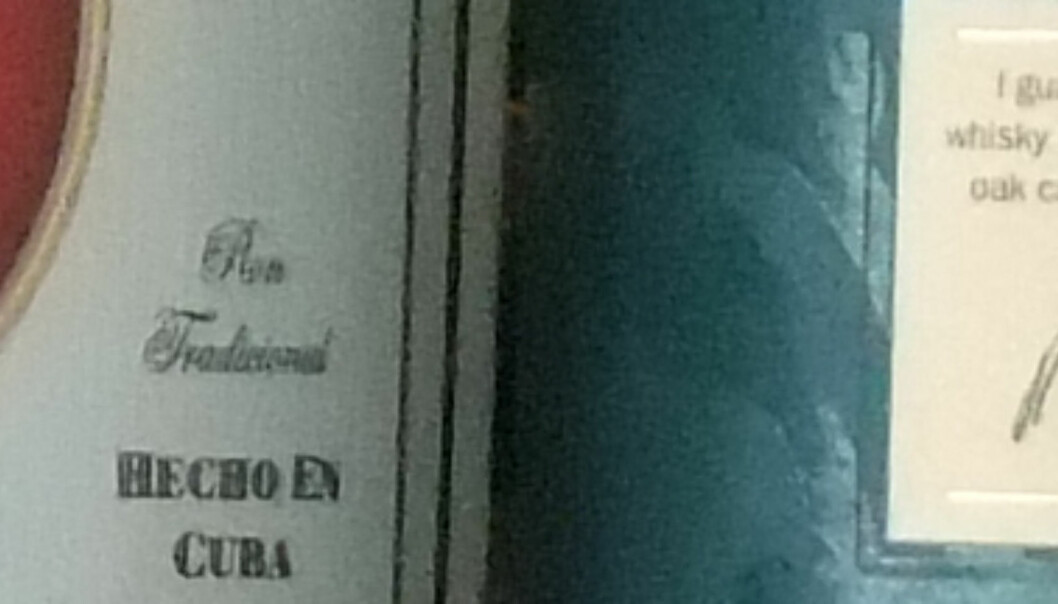 Ron
Tradicional
HECHO EN
CUBA
I
whisky
oak